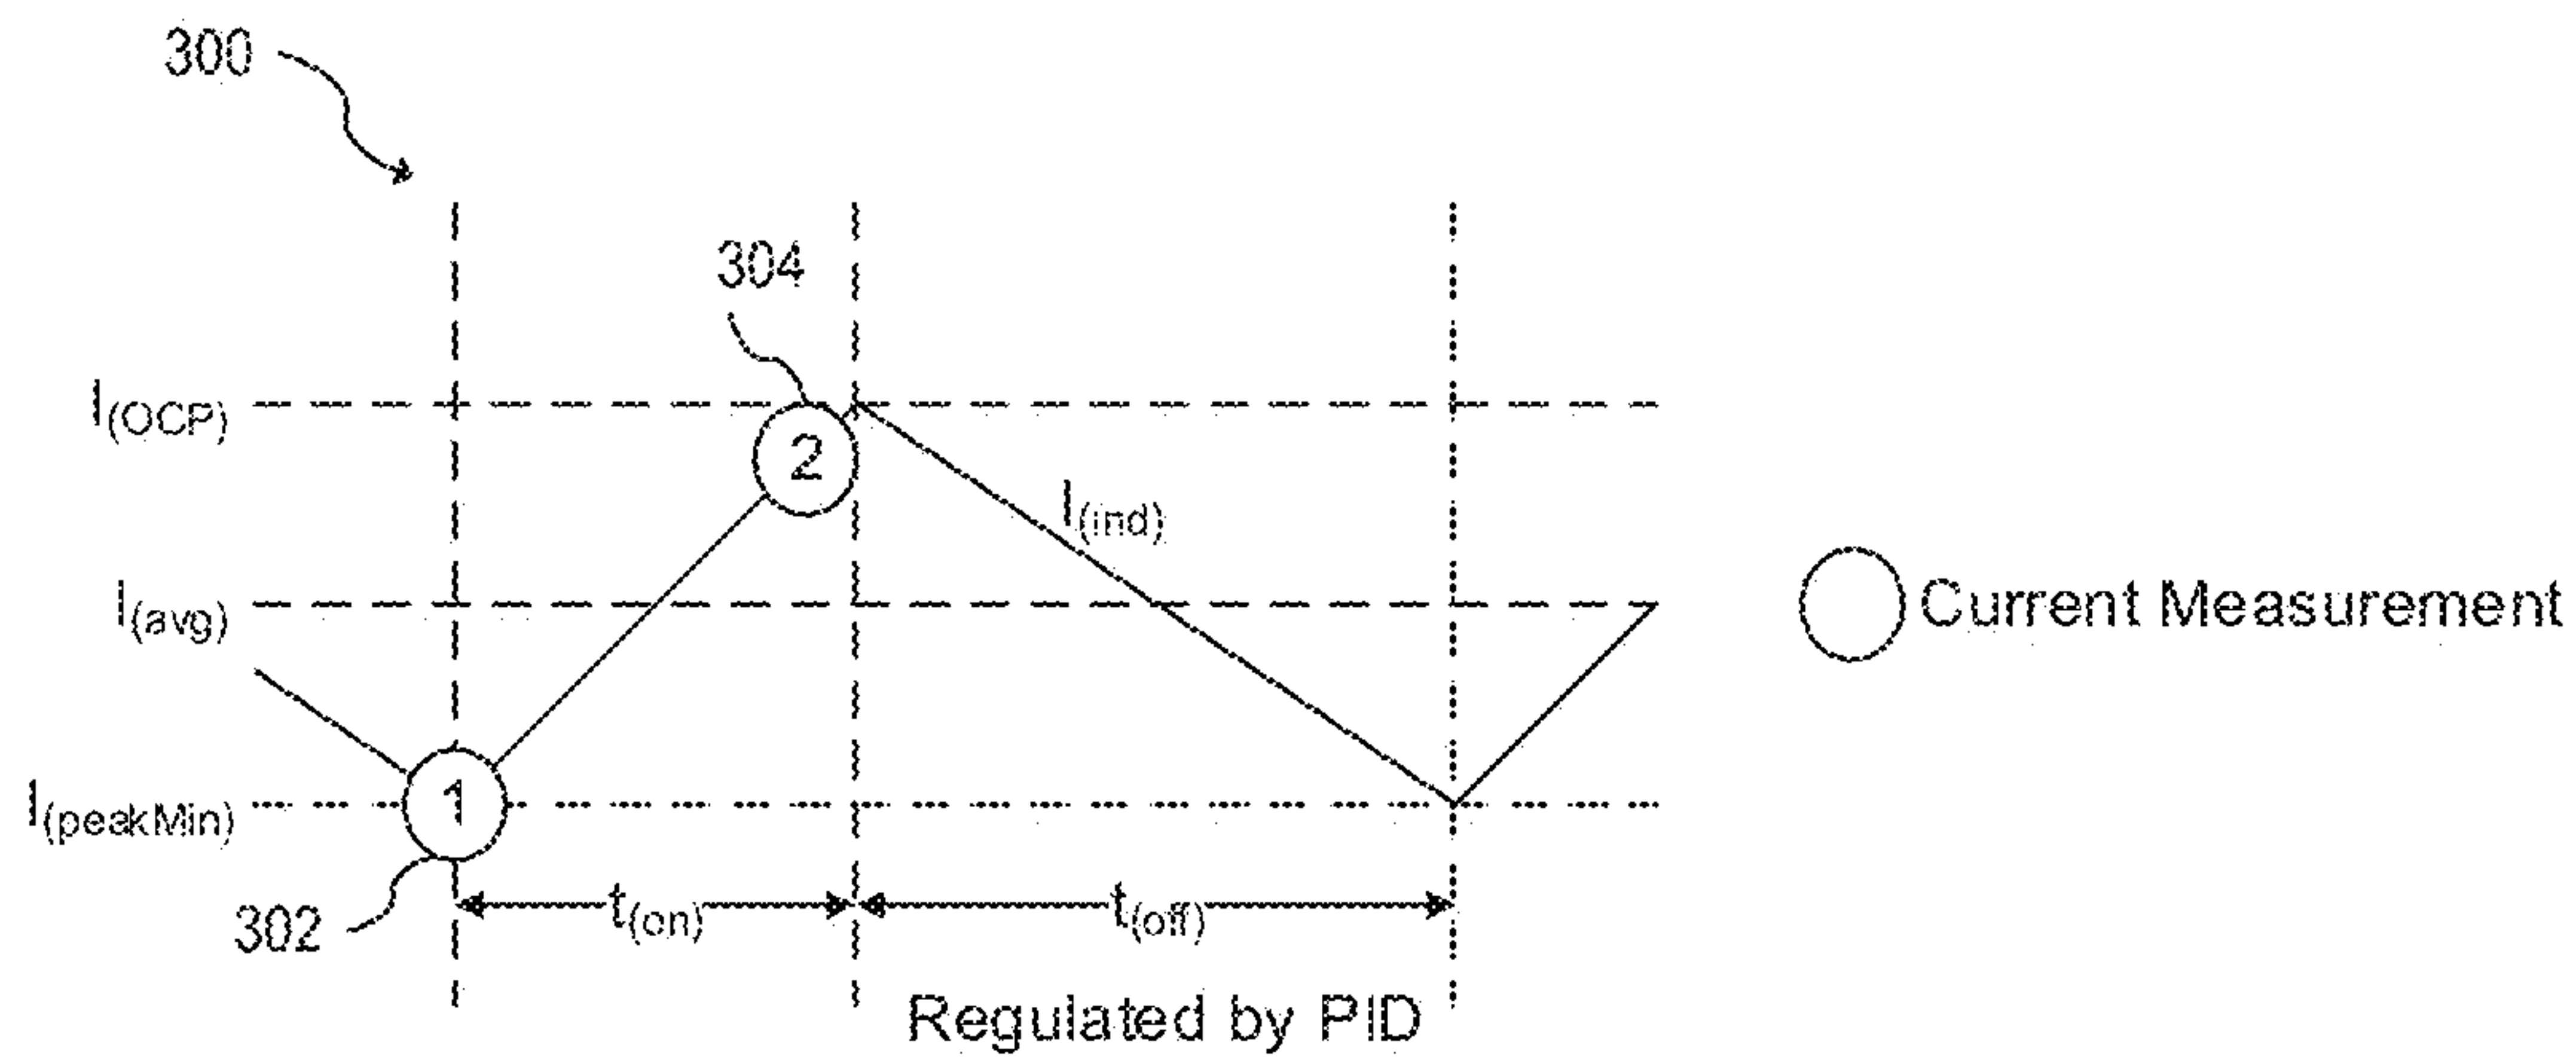 300
304
I(OCP)
2
I(ind)
I(avg)
Current Measurement
I(peakMin)
1
302
t(on)
t(off)
Regulated by PID